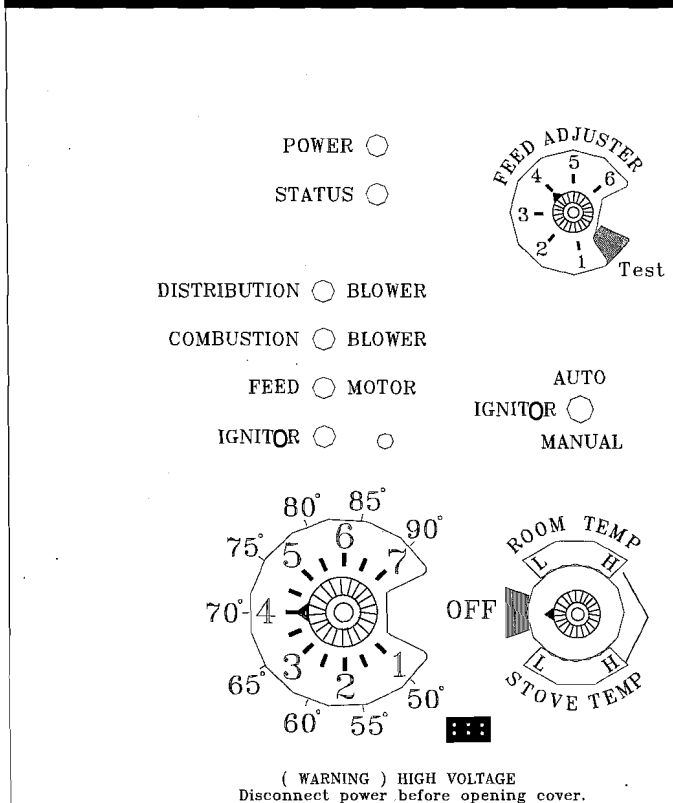 POWER
STATUS
FEED ADJUSTER
1 2 3 4 5 6
Test
DISTRIBUTION BLOWER
COMBUSTION BLOWER
FEED MOTOR
IGNITOR
AUTO
IGNITOR
MANUAL
50° 55° 60° 65° 70° 75° 80° 85° 90°
1 2 3 4 5 6 7
ROOM TEMP
L H
OFF
L H
STOVE TEMP
( WARNING ) HIGH VOLTAGE
Disconnect power before opening cover.